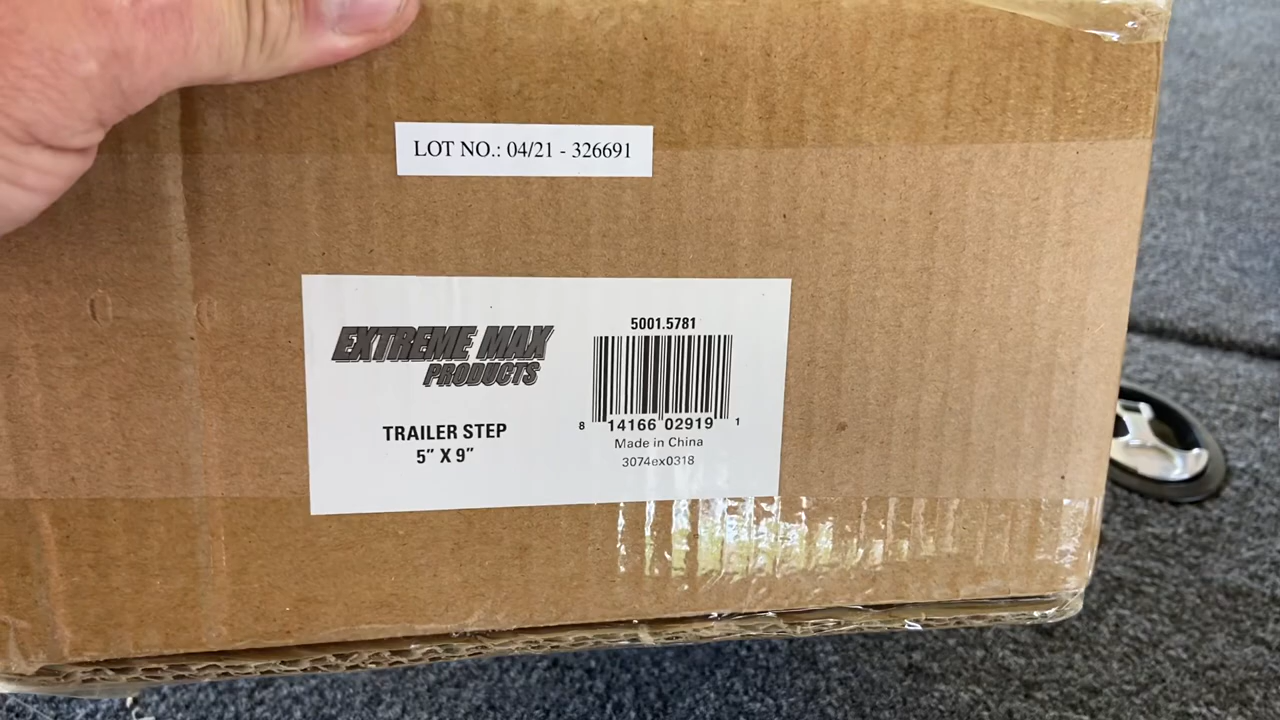 LOT NO.: 04/21 - 326691
EXTREME MAX
PRODUCTS
TRAILER STEP
5” X 9”
5001.5781
8 14166 02919 1
Made in China
3074ex0318